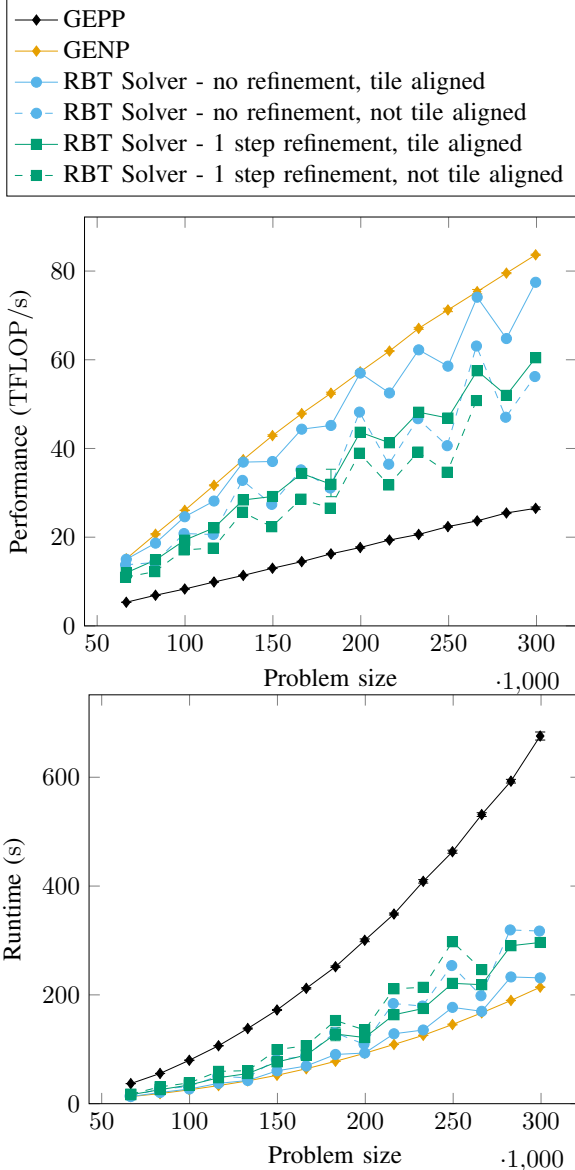 GEPP
GENP
RBT Solver - no refinement, tile aligned
RBT Solver - no refinement, not tile aligned
RBT Solver - 1 step refinement, tile aligned
RBT Solver - 1 step refinement, not tile aligned
80
60
40
20
0
Performance (TFLOP/s)
50 100 150 200 250 300
Problem size ·1,000
600
400
200
0
Runtime (s)
50 100 150 200 250 300
Problem size ·1,000